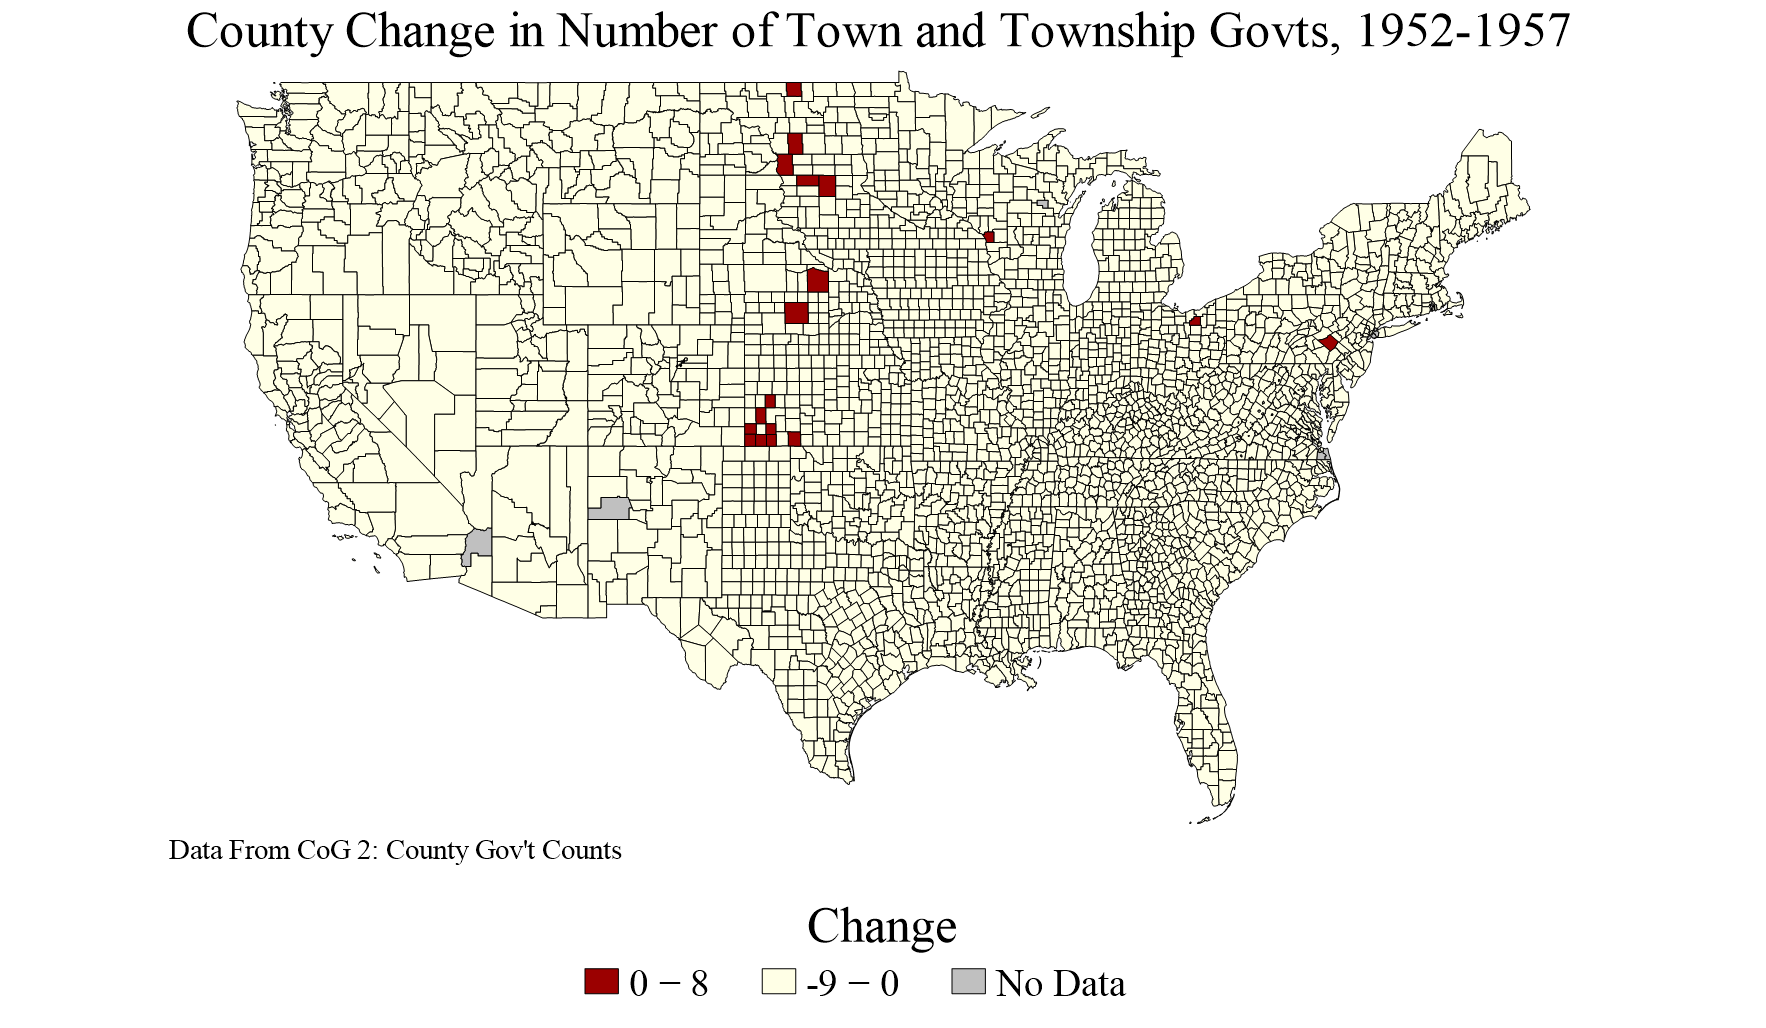 County Change in Number of Town and Township Govts, 1952-1957
Data From CoG 2: County Gov't Counts
Change
0 − 8
-9 − 0
No Data